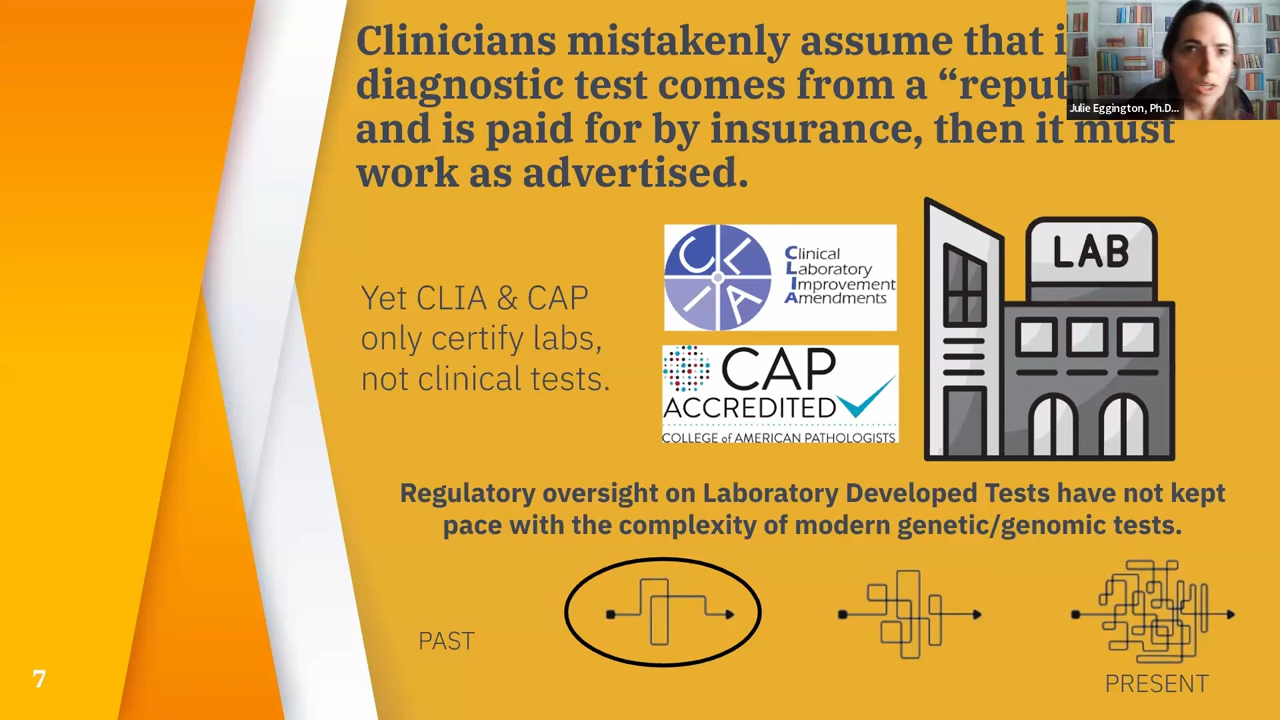 Clinicians mistakenly assume that i
diagnostic test comes from a “reput
and is paid for by insurance, then it must
work as advertised.
Julie Eggington, Ph.D...
Yet CLIA & CAP
only certify labs,
not clinical tests.
CLIA
Clinical
Laboratory
Improvement
Amendments
CAP
ACCREDITED
COLLEGE of AMERICAN PATHOLOGISTS
LAB
Regulatory oversight on Laboratory Developed Tests have not kept
pace with the complexity of modern genetic/genomic tests.
PAST
PRESENT
7